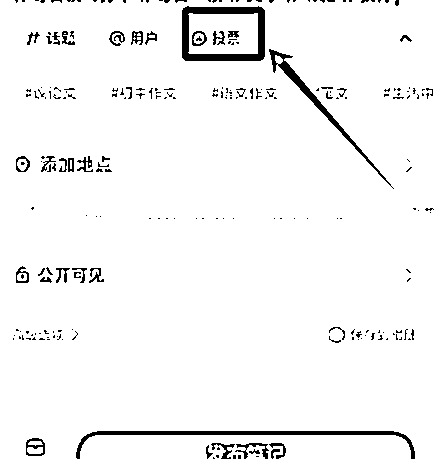 # 话题 @ 用户 投票
#议论文 #初中作文 #语文作文 #范文 #生活中
添加地点
公开可见
高级选项
保存到相册
发布笔记